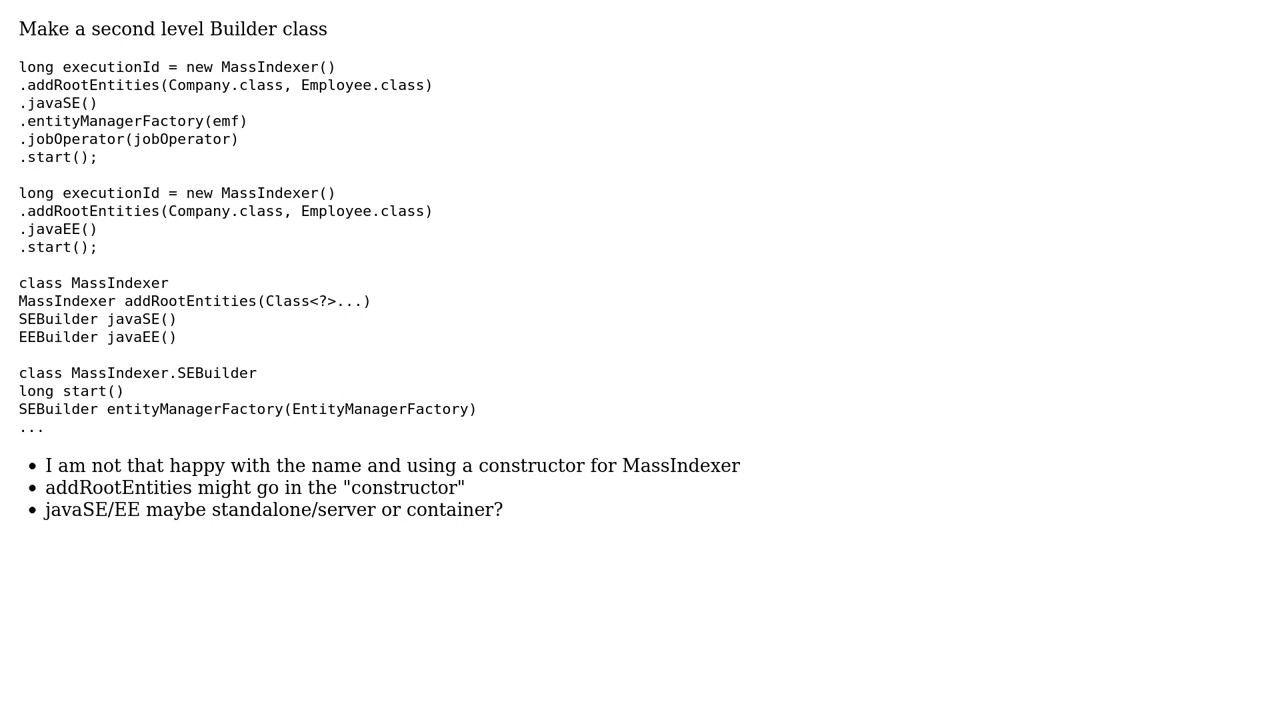 Make a second level Builder class
long executionId = new MassIndexer()
.addRootEntities(Company.class, Employee.class)
.javaSE()
.entityManagerFactory(emf)
.jobOperator(jobOperator)
.start();
long executionId = new MassIndexer()
.addRootEntities(Company.class, Employee.class)
.javaEE()
.start();
class MassIndexer
MassIndexer addRootEntities(Class<?>...)
SEBuilder javaSE()
EEBuilder javaEE()
class MassIndexer.SEBuilder
long start()
SEBuilder entityManagerFactory(EntityManagerFactory)
...
• I am not that happy with the name and using a constructor for MassIndexer
• addRootEntities might go in the "constructor"
• javaSE/EE maybe standalone/server or container?